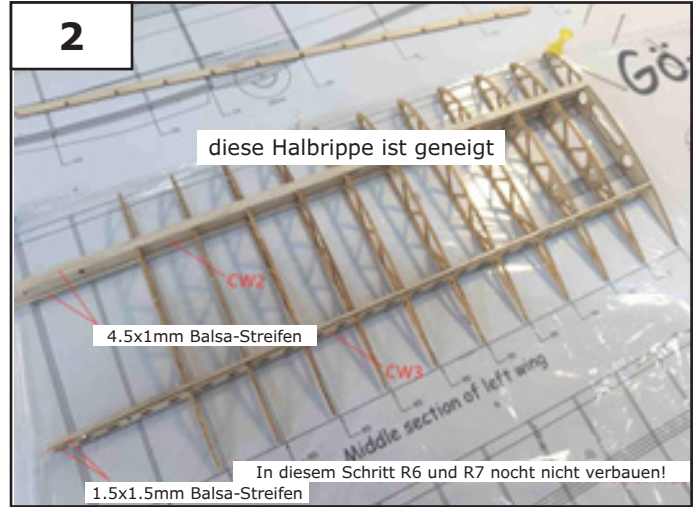 2
Gö
diese Halbrippe ist geneigt
CW2
4.5x1mm Balsa-Streifen
CW3
Middle section of left wing
In diesem Schritt R6 und R7 nocht nicht verbauen!
1.5x1.5mm Balsa-Streifen